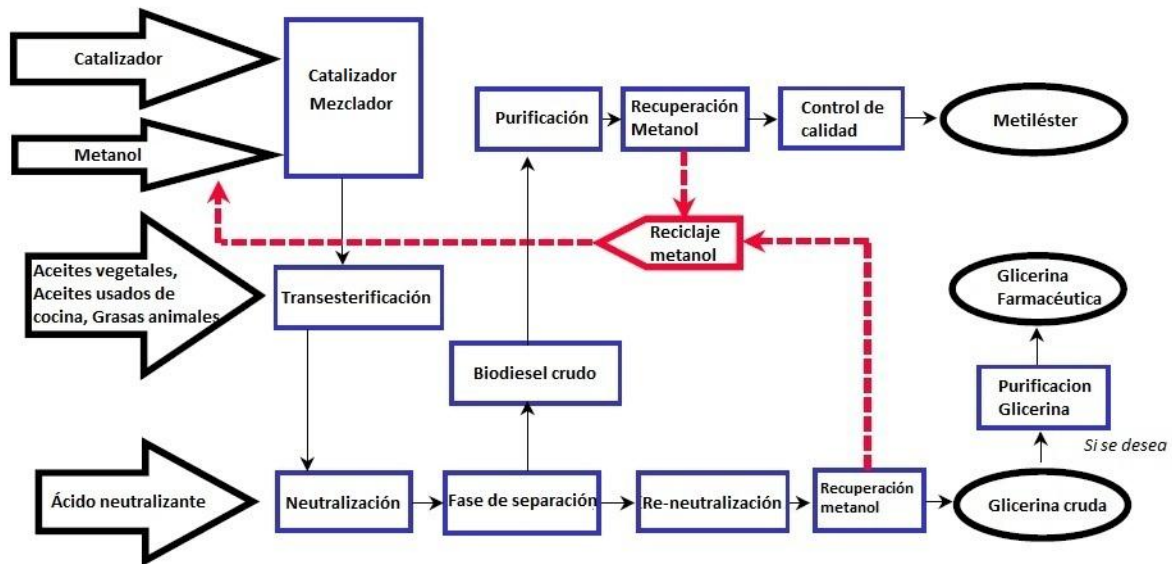 Catalizador
Catalizador
Mezclador
Metanol
Purificación
Recuperación
Metanol
Control de
calidad
Metiléster
Reciclaje
metanol
Aceites vegetales,
Aceites usados de
cocina, Grasas animales
Transesterificación
Glicerina
Farmacéutica
Biodiesel crudo
Purificacion
Glicerina
Si se desea
Ácido neutralizante
Neutralización
Fase de separación
Re-neutralización
Recuperación
metanol
Glicerina cruda